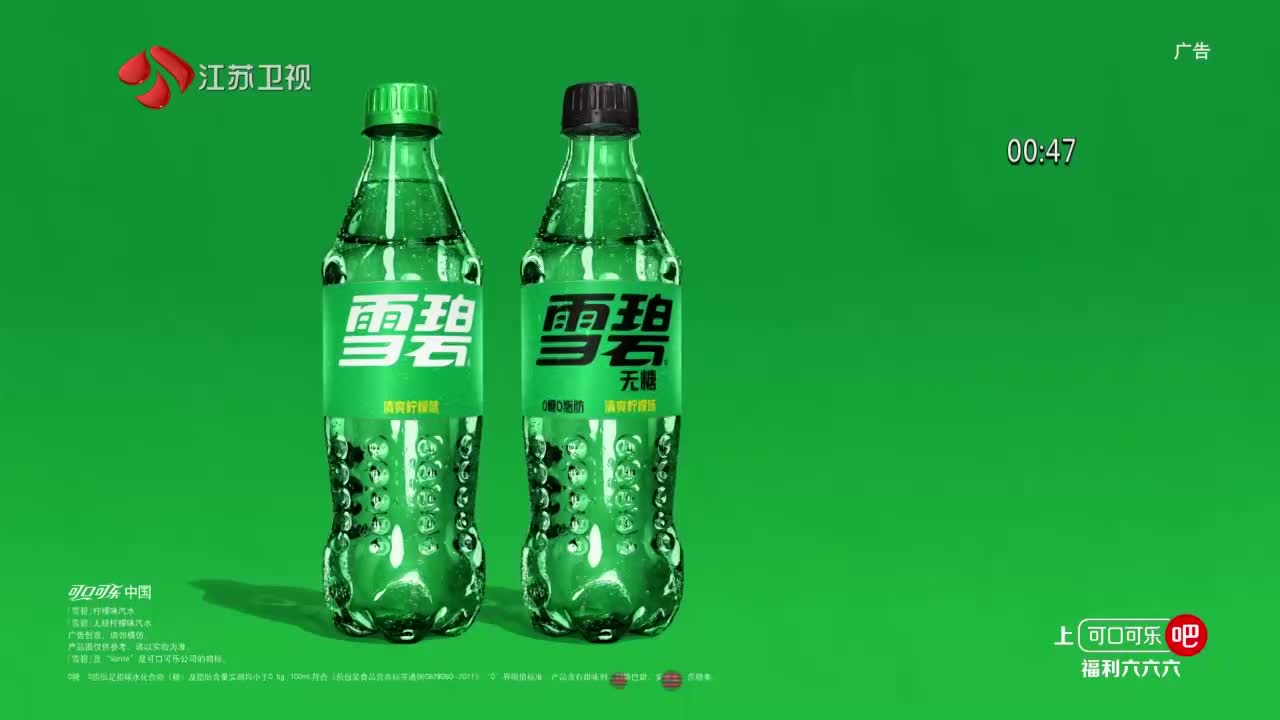 江苏卫视
广告
00:47
雪碧
清爽柠檬味
雪碧
无糖
0糖0脂肪 清爽柠檬味
可口可乐中国
「雪碧」柠檬味汽水
「雪碧」无糖柠檬味汽水
广告创意，请勿模仿。
产品图仅供参考，请以实物为准。
「雪碧」及“Sprite”是可口可乐公司的商标。
上 可口可乐 吧
福利六六六